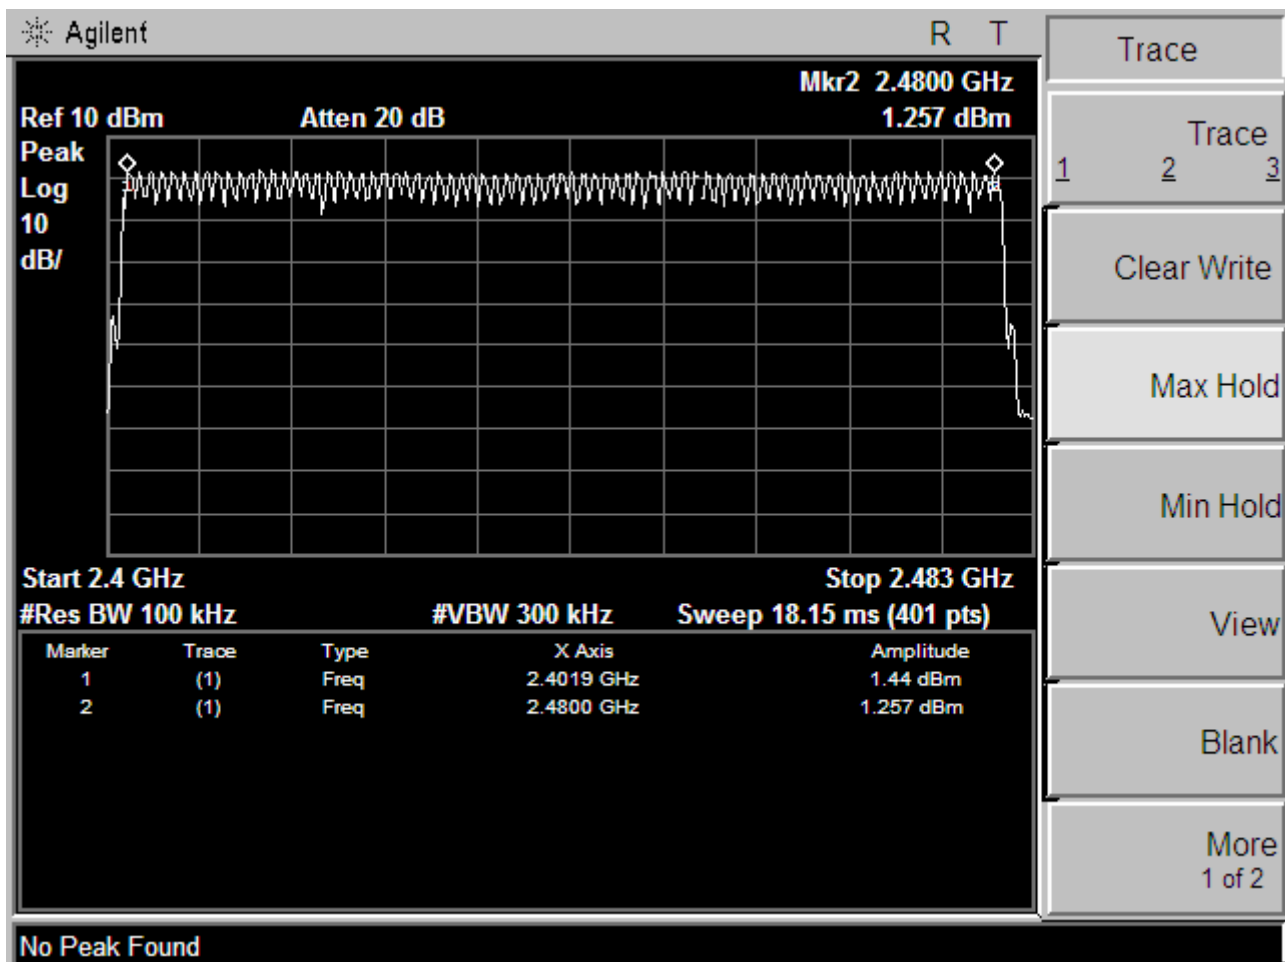 Agilent R T
Trace
Mkr2 2.4800 GHz
Ref 10 dBm Atten 20 dB 1.257 dBm
Peak
Log
10
dB/
Trace
1 2 3
Clear Write
Max Hold
Min Hold
View
Blank
More
1 of 2
Start 2.4 GHz Stop 2.483 GHz
#Res BW 100 kHz #VBW 300 kHz Sweep 18.15 ms (401 pts)
Marker Trace Type X Axis Amplitude
1 (1) Freq 2.4019 GHz 1.44 dBm
2 (1) Freq 2.4800 GHz 1.257 dBm
No Peak Found